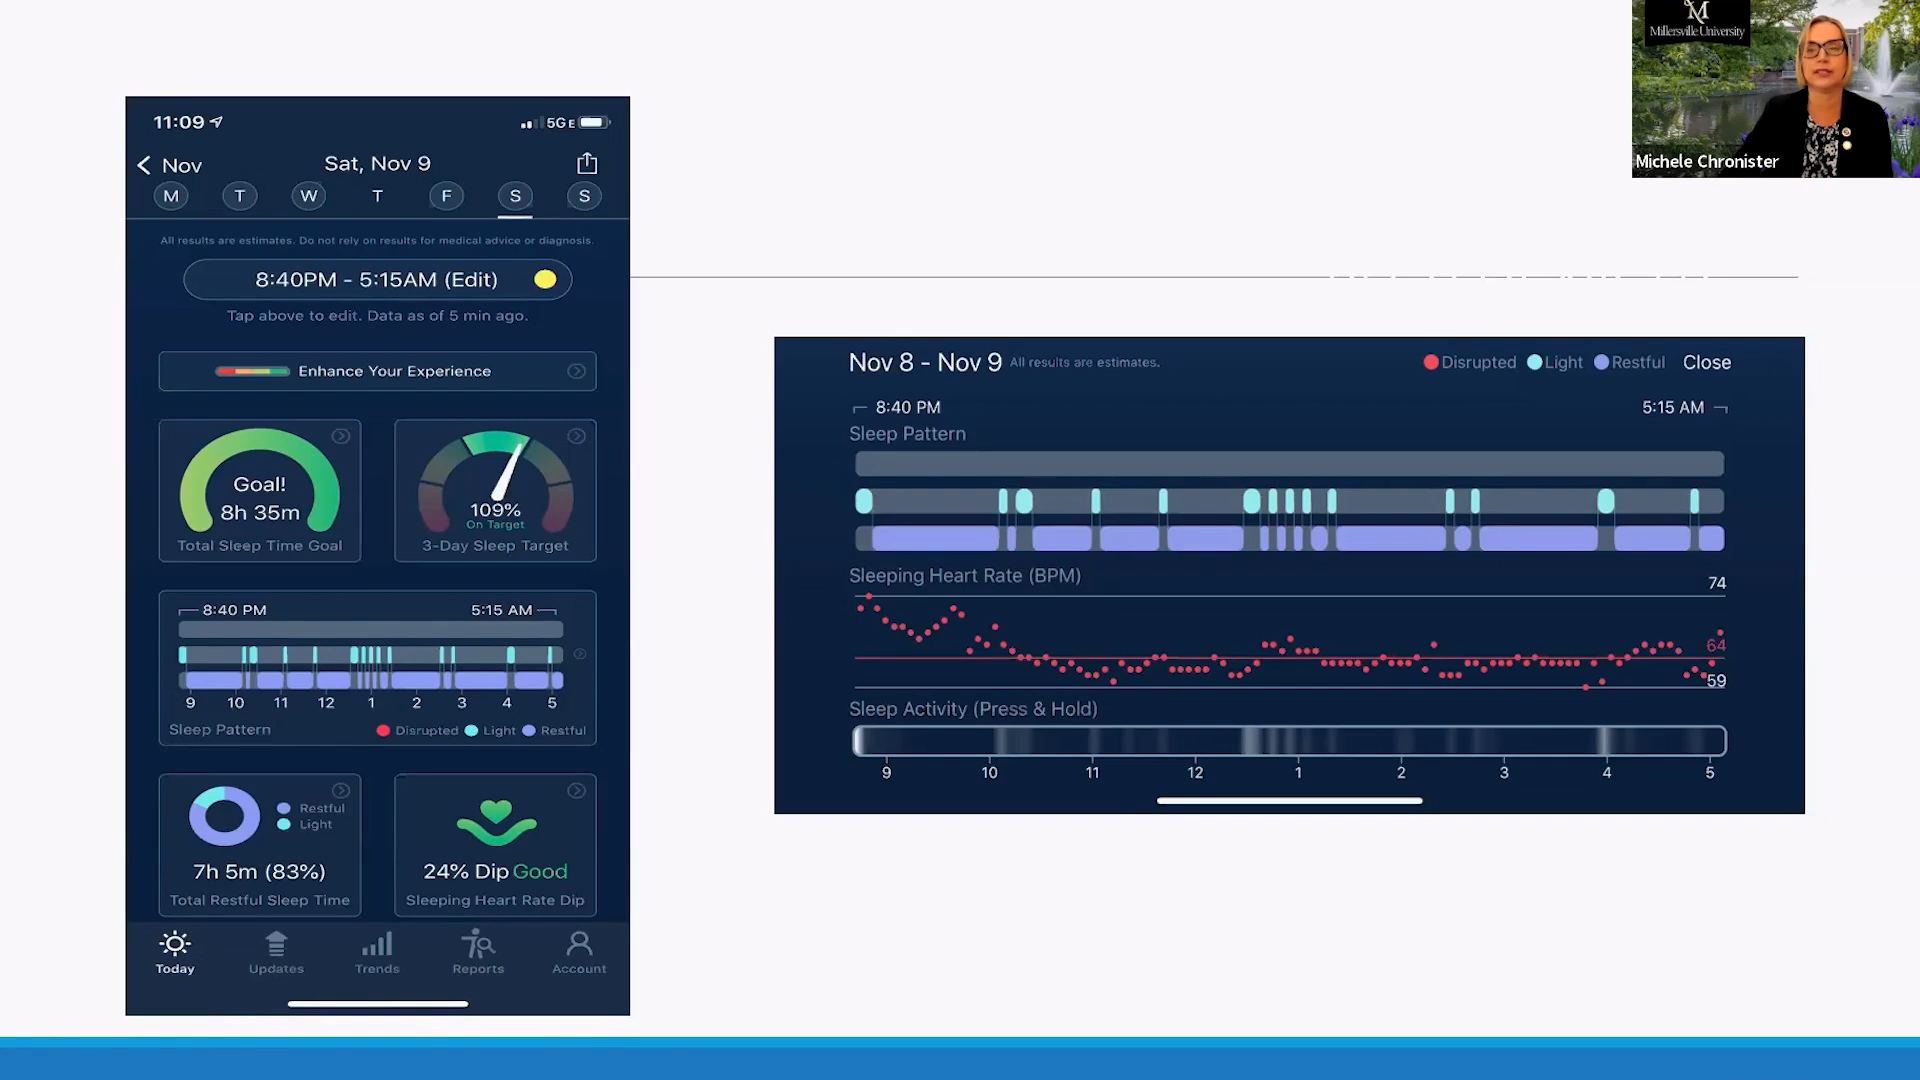 M
Millersville University
Michele Chronister
11:09
5GE
Nov
Sat, Nov 9
M T W T F S S
All results are estimates. Do not rely on results for medical advice or diagnosis.
8:40PM - 5:15AM (Edit)
Tap above to edit. Data as of 5 min ago.
Enhance Your Experience
Goal!
8h 35m
Total Sleep Time Goal
109%
On Target
3-Day Sleep Target
8:40 PM 5:15 AM
9 10 11 12 1 2 3 4 5
Sleep Pattern Disrupted Light Restful
Restful
Light
7h 5m (83%)
Total Restful Sleep Time
24% Dip Good
Sleeping Heart Rate Dip
Today Updates Trends Reports Account
Nov 8 - Nov 9 All results are estimates. Disrupted Light Restful Close
8:40 PM 5:15 AM
Sleep Pattern
Sleeping Heart Rate (BPM)
74
64
59
Sleep Activity (Press & Hold)
9 10 11 12 1 2 3 4 5